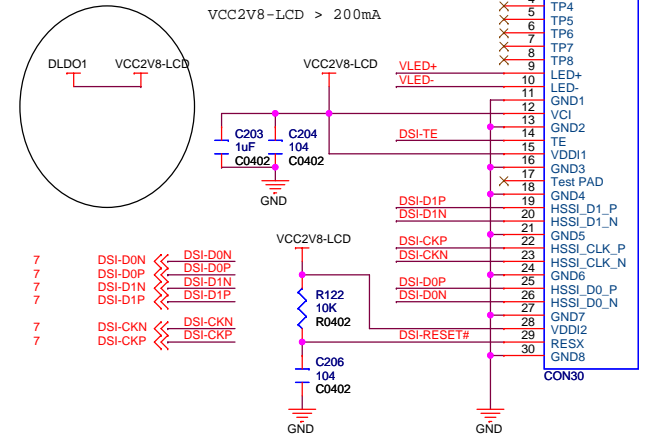 VCC2V8-LCD > 200mA
DLDO1
VCC2V8-LCD
VCC2V8-LCD
C203
1uF
C0402
C204
104
C0402
GND
VLED+
VLED-
DSI-TE
DSI-D1P
DSI-D1N
DSI-CKP
DSI-CKN
DSI-D0P
DSI-D0N
DSI-RESET#
4 TP4
5 TP5
6 TP6
7 TP7
8 TP8
9 LED+
10 LED-
11 GND1
12 VCI
13 GND2
14 TE
15 VDDI1
16 GND3
17 Test PAD
18 GND4
19 HSSI_D1_P
20 HSSI_D1_N
21 GND5
22 HSSI_CLK_P
23 HSSI_CLK_N
24 GND6
25 HSSI_D0_P
26 HSSI_D0_N
27 GND7
28 VDDI2
29 RESX
30 GND8
CON30
7 DSI-D0N DSI-D0N
7 DSI-D0P DSI-D0P
7 DSI-D1N DSI-D1N
7 DSI-D1P DSI-D1P
7 DSI-CKN DSI-CKN
7 DSI-CKP DSI-CKP
VCC2V8-LCD
R122
10K
R0402
C206
104
C0402
GND
GND